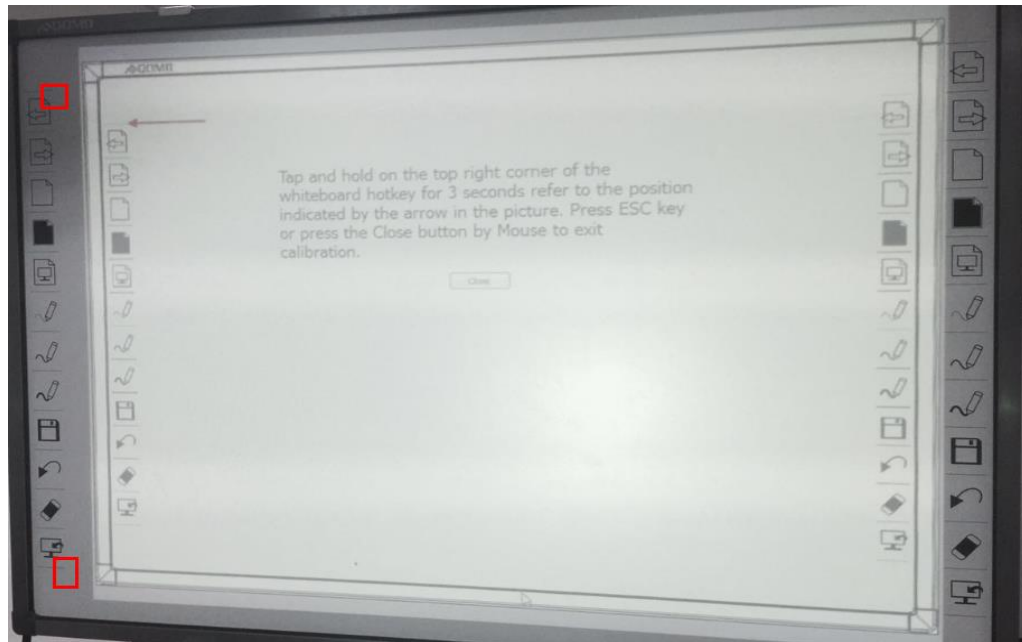 Tap and hold on the top right corner of the
whiteboard hotkey for 3 seconds refer to the position
indicated by the arrow in the picture. Press ESC key
or press the Close button by Mouse to exit
calibration.
Close